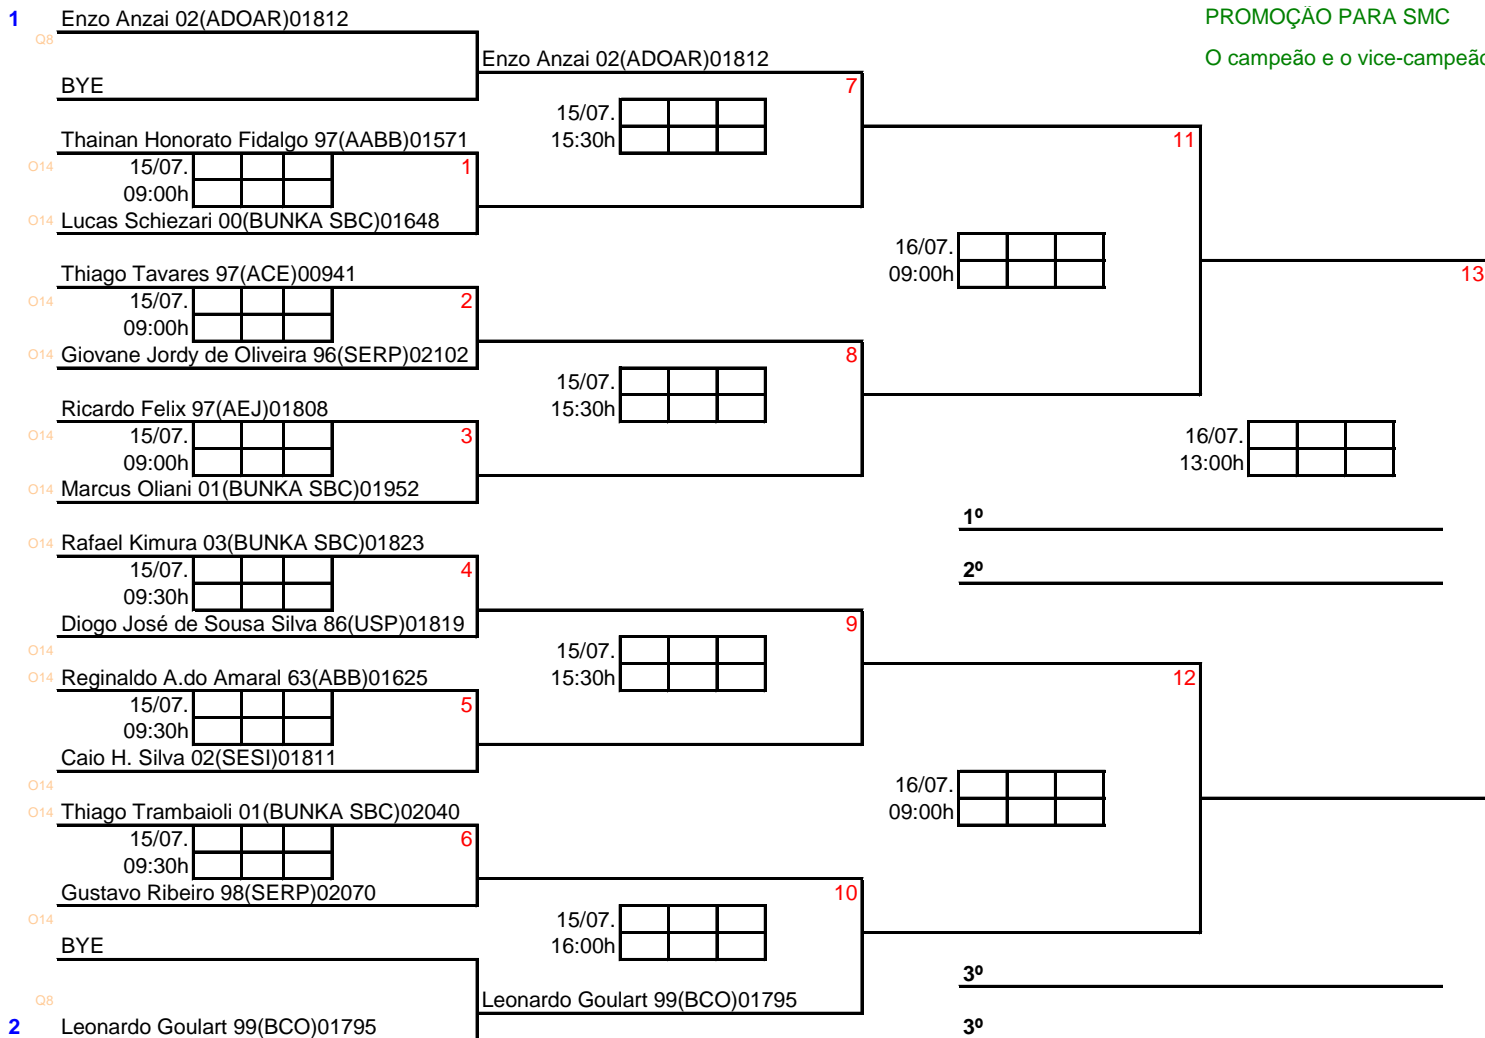 1 Enzo Anzai 02(ADOAR)01812
PROMOÇÃO PARA SMC
Q8
Enzo Anzai 02(ADOAR)01812
O campeão e o vice-campeão
BYE
7
15/07.
15:30h
Thainan Honorato Fidalgo 97(AABB)01571
11
O14 15/07. 1
09:00h
O14 Lucas Schiezari 00(BUNKA SBC)01648
16/07.
09:00h
13
Thiago Tavares 97(ACE)00941
O14 15/07. 2
09:00h
O14 Giovane Jordy de Oliveira 96(SERP)02102
8
15/07.
15:30h
Ricardo Felix 97(AEJ)01808
O14 15/07. 3
09:00h
16/07.
13:00h
O14 Marcus Oliani 01(BUNKA SBC)01952
1º
O14 Rafael Kimura 03(BUNKA SBC)01823
15/07. 4
09:30h
2º
Diogo José de Sousa Silva 86(USP)01819
9
O14
15/07.
15:30h
O14 Reginaldo A.do Amaral 63(ABB)01625
12
15/07. 5
09:30h
Caio H. Silva 02(SESI)01811
O14
16/07.
09:00h
O14 Thiago Trambaioli 01(BUNKA SBC)02040
15/07. 6
09:30h
Gustavo Ribeiro 98(SERP)02070
10
O14
15/07.
16:00h
BYE
3º
Q8
Leonardo Goulart 99(BCO)01795
2 Leonardo Goulart 99(BCO)01795
3º